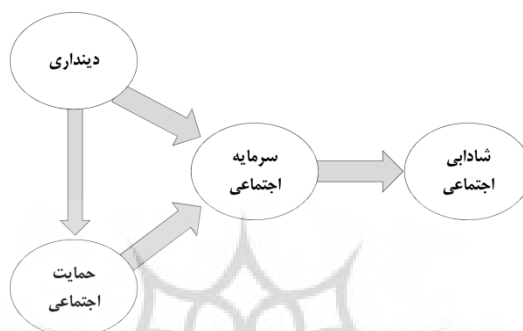 دینداری
سرمایه
اجتماعی
شادابی
اجتماعی
حمایت
اجتماعی